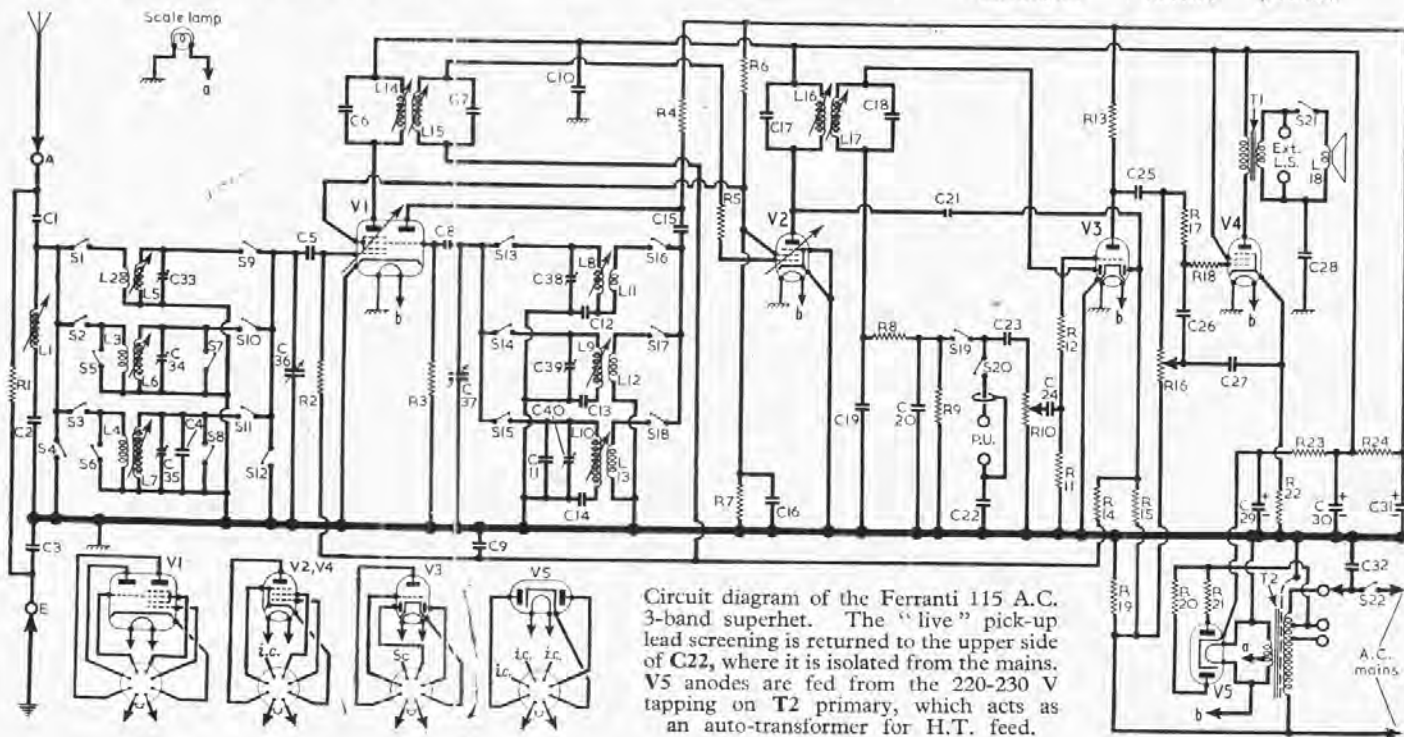 Scale lamp
a
A
C1
S1
L2
L5
C33
S9
C5
V1
C6
L14
L15
C7
C10
R4
R6
R5
C15
C8
b
S13
C38
L8
L11
S16
C12
L1
R1
S2
L3
S5
L6
C34
S7
S10
C36
R2
R3
C37
S14
C39
L9
L12
S17
C13
C2
S3
S4
L4
S6
L7
C35
C4
S8
S11
S12
S15
C11
C40
L10
L13
S18
C14
C3
E
C9
R7
C16
L16
C17
L17
C18
V2
b
C21
R8
C19
C20
R9
S19
S20
P.U.
C22
C23
R10
C24
R12
R11
R13
C25
V3
b
R14
R15
R17
R18
C26
R16
C27
V4
b
T1
Ext.
L.S.
S21
L18
C28
R23
R24
R22
C29
C30
C31
C32
R19
R20
R21
V5
a
b
T2
S22
A.C.
mains
V1
V2,V4
i.c.
V3
Sc
V5
i.c.
i.c.
i.c.
Circuit diagram of the Ferranti 115 A.C.
3-band superhet. The "live" pick-up
lead screening is returned to the upper side
of C22, where it is isolated from the mains.
V5 anodes are fed from the 220-230 V
tapping on T2 primary, which acts as
an auto-transformer for H.T. feed.